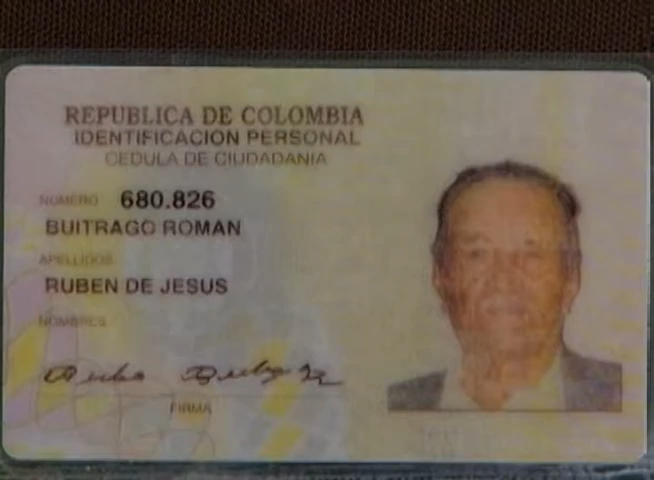 REPUBLICA DE COLOMBIA
IDENTIFICACION PERSONAL
CEDULA DE CIUDADANIA
NUMERO 680.826
BUITRAGO ROMAN
APELLIDOS
RUBEN DE JESUS
NOMBRES
FIRMA